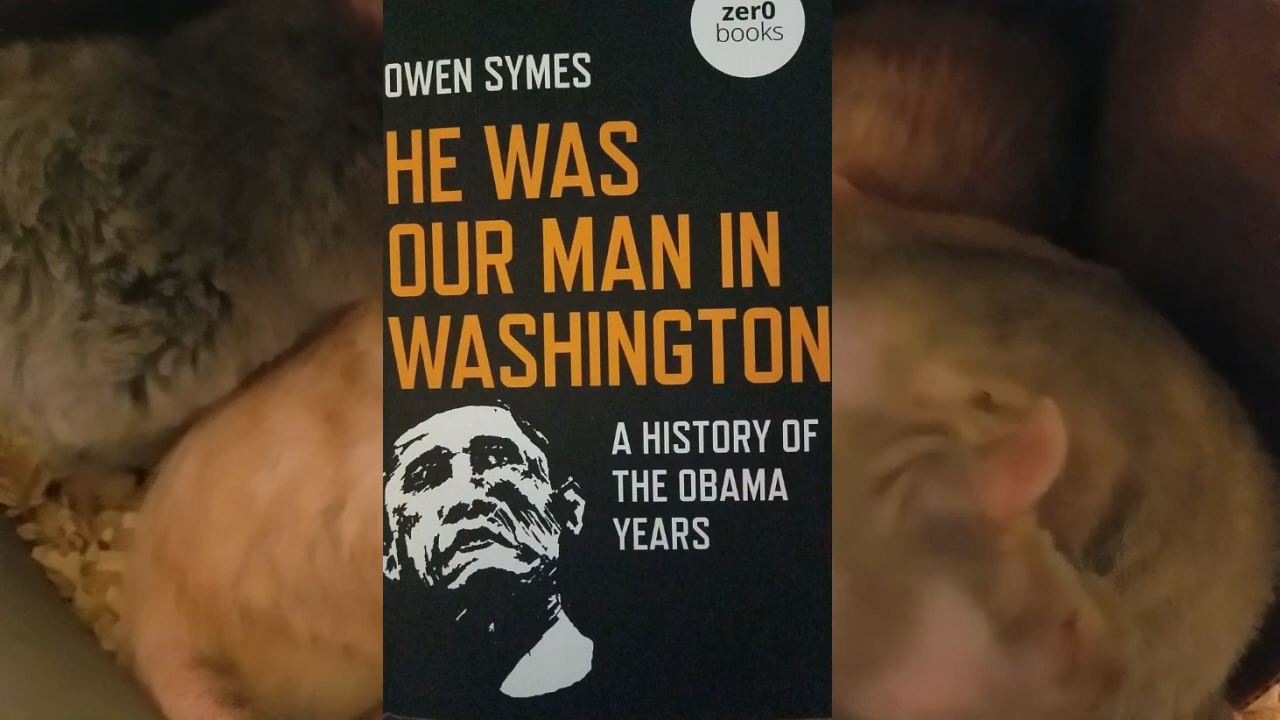 zer0
books
OWEN SYMES
HE WAS
OUR MAN IN
WASHINGTON
A HISTORY OF
THE OBAMA
YEARS